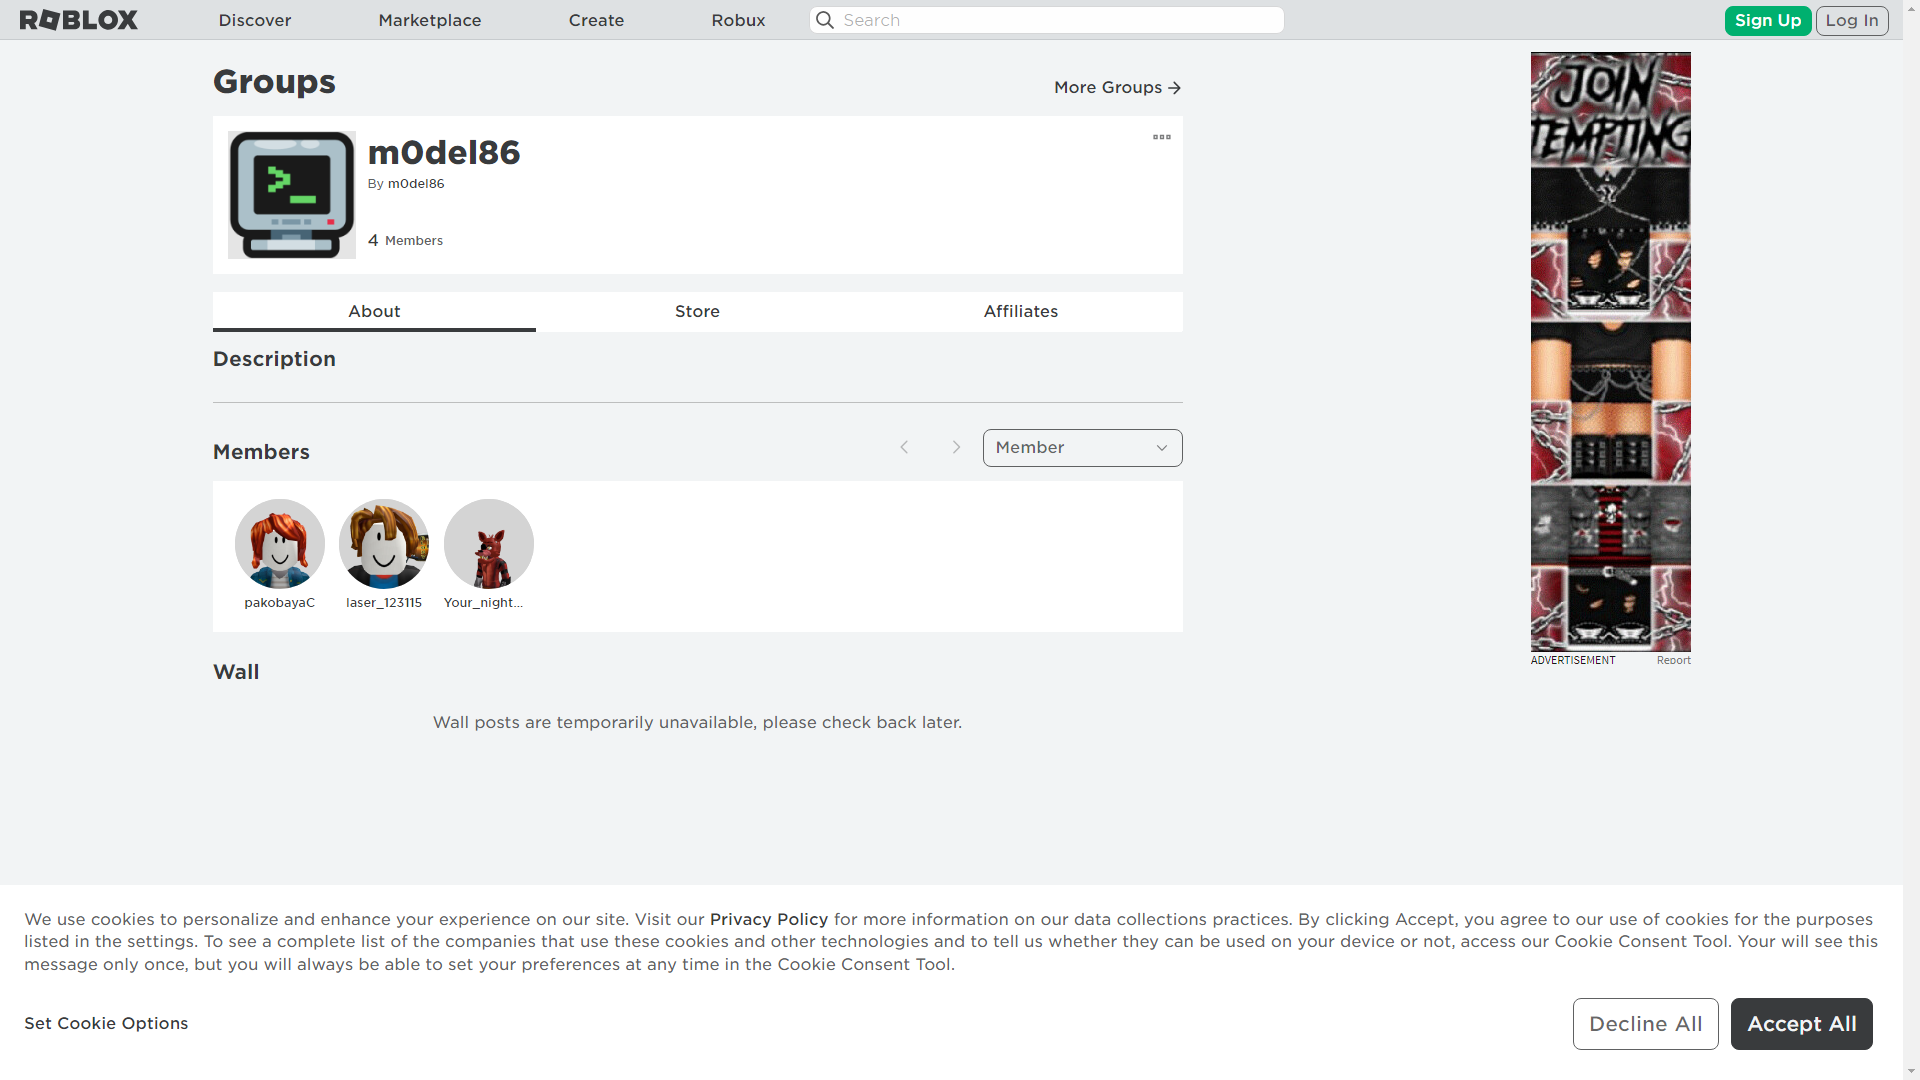 ROBLOX
Discover
Marketplace
Create
Robux
Search
Sign Up
Log In
Groups
More Groups
m0del86
By m0del86
4 Members
About
Store
Affiliates
Description
Members
Member
pakobayaC
laser_123115
Your_night...
Wall
Wall posts are temporarily unavailable, please check back later.
JOIN
TEMPTING
ADVERTISEMENT
Report
We use cookies to personalize and enhance your experience on our site. Visit our Privacy Policy for more information on our data collections practices. By clicking Accept, you agree to our use of cookies for the purposes
listed in the settings. To see a complete list of the companies that use these cookies and other technologies and to tell us whether they can be used on your device or not, access our Cookie Consent Tool. Your will see this
message only once, but you will always be able to set your preferences at any time in the Cookie Consent Tool.
Set Cookie Options
Decline All
Accept All